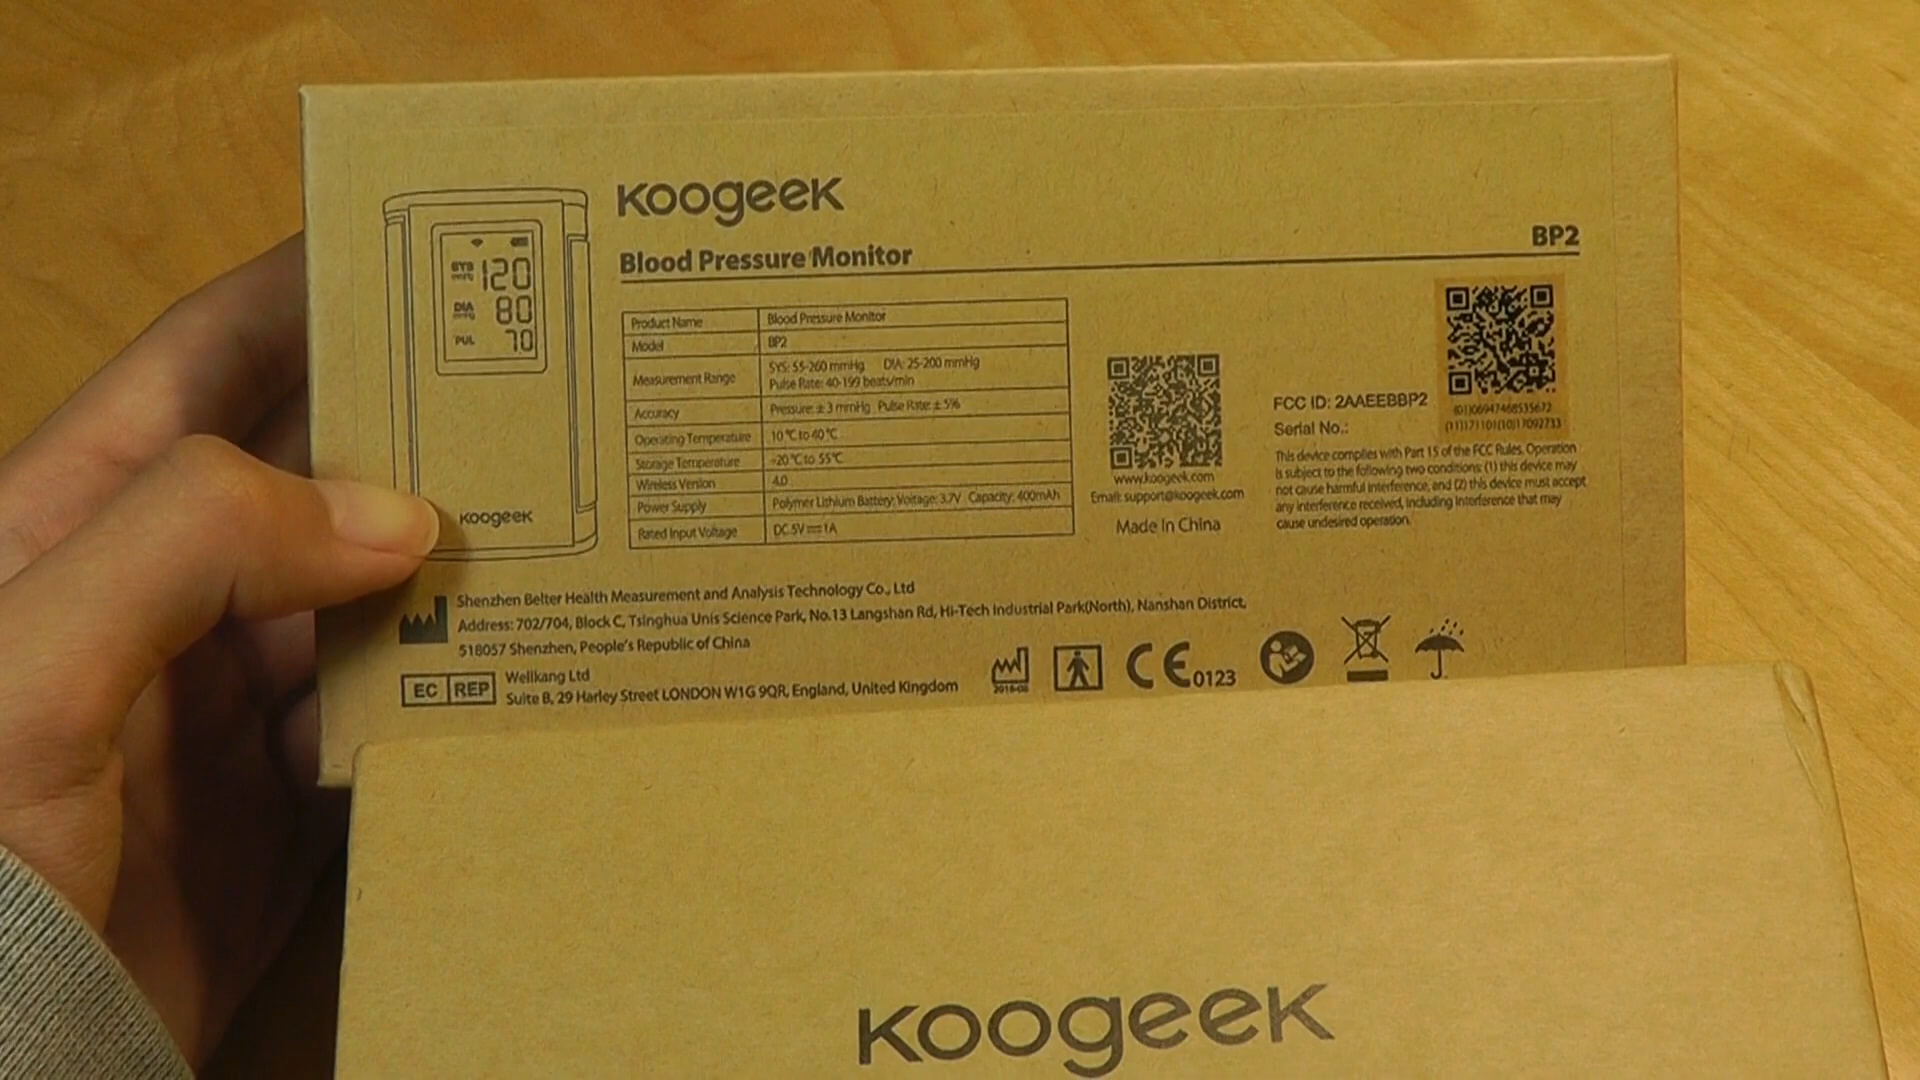 Koogeek
Blood Pressure Monitor
BP2
SYS
mmHg
120
DIA
mmHg
80
PUL
70
Koogeek
Product Name Blood Pressure Monitor
Model BP2
Measurement Range SYS: 55-260 mmHg DIA: 25-200 mmHg
Pulse Rate: 40-199 beats/min
Accuracy Pressure: ± 3 mmHg Pulse Rate: ± 5%
Operating Temperature 10 °C to 40 °C
Storage Temperature -20 °C to 55 °C
Wireless Version 4.0
Power Supply Polymer Lithium Battery: Voltage: 3.7V Capacity: 400mAh
Rated Input Voltage DC 5V⎓1A
www.koogeek.com
Email: support@koogeek.com
Made In China
FCC ID: 2AAEEBBP2
Serial No.:
(01)06947468535672
(11)171101(10)17092733
This device complies with Part 15 of the FCC Rules. Operation
is subject to the following two conditions: (1) this device may
not cause harmful interference, and (2) this device must accept
any interference received, including interference that may
cause undesired operation.
Shenzhen Belter Health Measurement and Analysis Technology Co., Ltd
Address: 702/704, Block C, Tsinghua Unis Science Park, No.13 Langshan Rd, Hi-Tech Industrial Park(North), Nanshan District,
518057 Shenzhen, People's Republic of China
EC REP
Wellkang Ltd
Suite B, 29 Harley Street LONDON W1G 9QR, England, United Kingdom
CE 0123
Koogeek